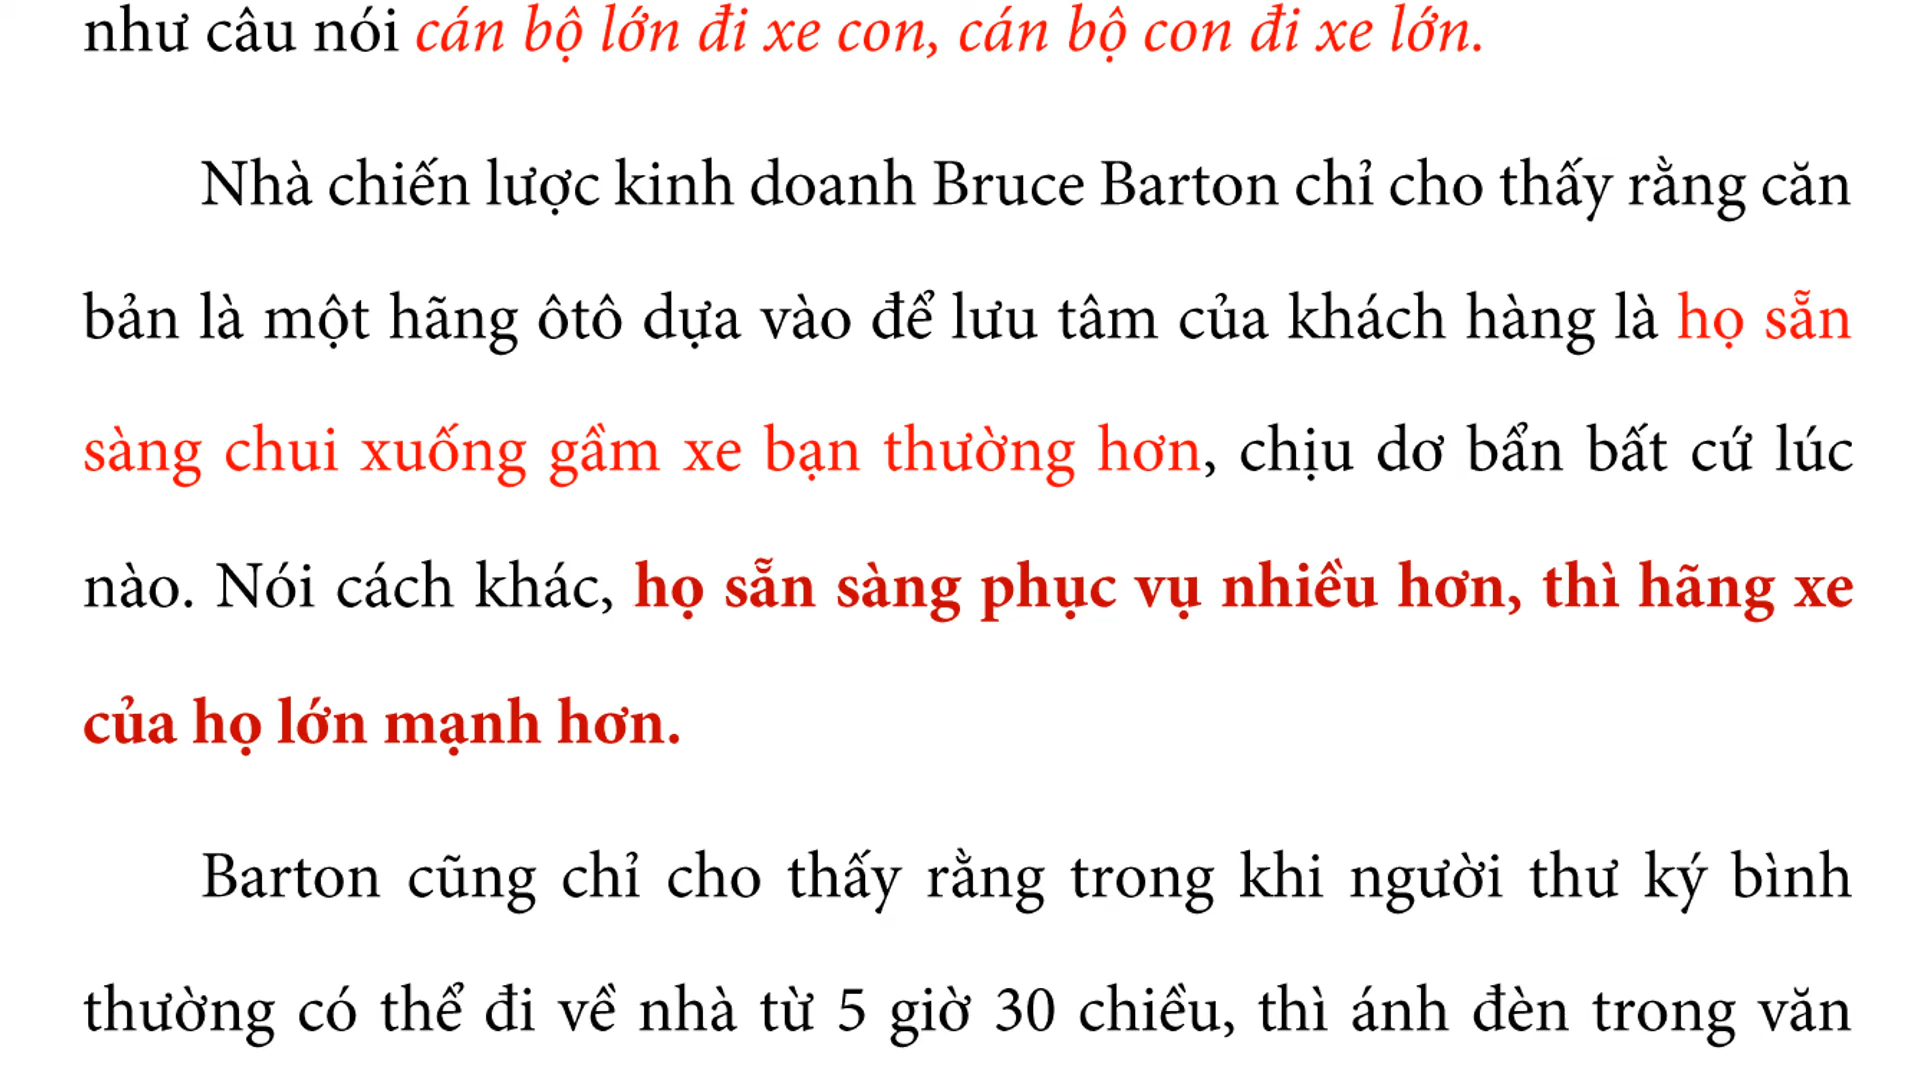 như câu nói cán bộ lớn đi xe con, cán bộ con đi xe lớn.
Nhà chiến lược kinh doanh Bruce Barton chỉ cho thấy rằng căn
bản là một hãng ôtô dựa vào để lưu tâm của khách hàng là họ sẵn
sàng chui xuống gầm xe bạn thường hơn, chịu dơ bẩn bất cứ lúc
nào. Nói cách khác, họ sẵn sàng phục vụ nhiều hơn, thì hãng xe
của họ lớn mạnh hơn.
Barton cũng chỉ cho thấy rằng trong khi người thư ký bình
thường có thể đi về nhà từ 5 giờ 30 chiều, thì ánh đèn trong văn